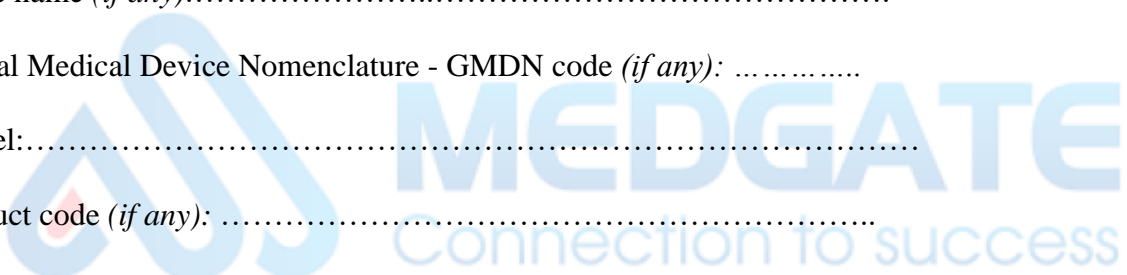 name (if any):…………………..…………………………………………….
al Medical Device Nomenclature - GMDN code (if any): …………..
el:…………………………………………………….……………………………
uct code (if any): ………………….……………………………………..
MEDGATE
Connection to success